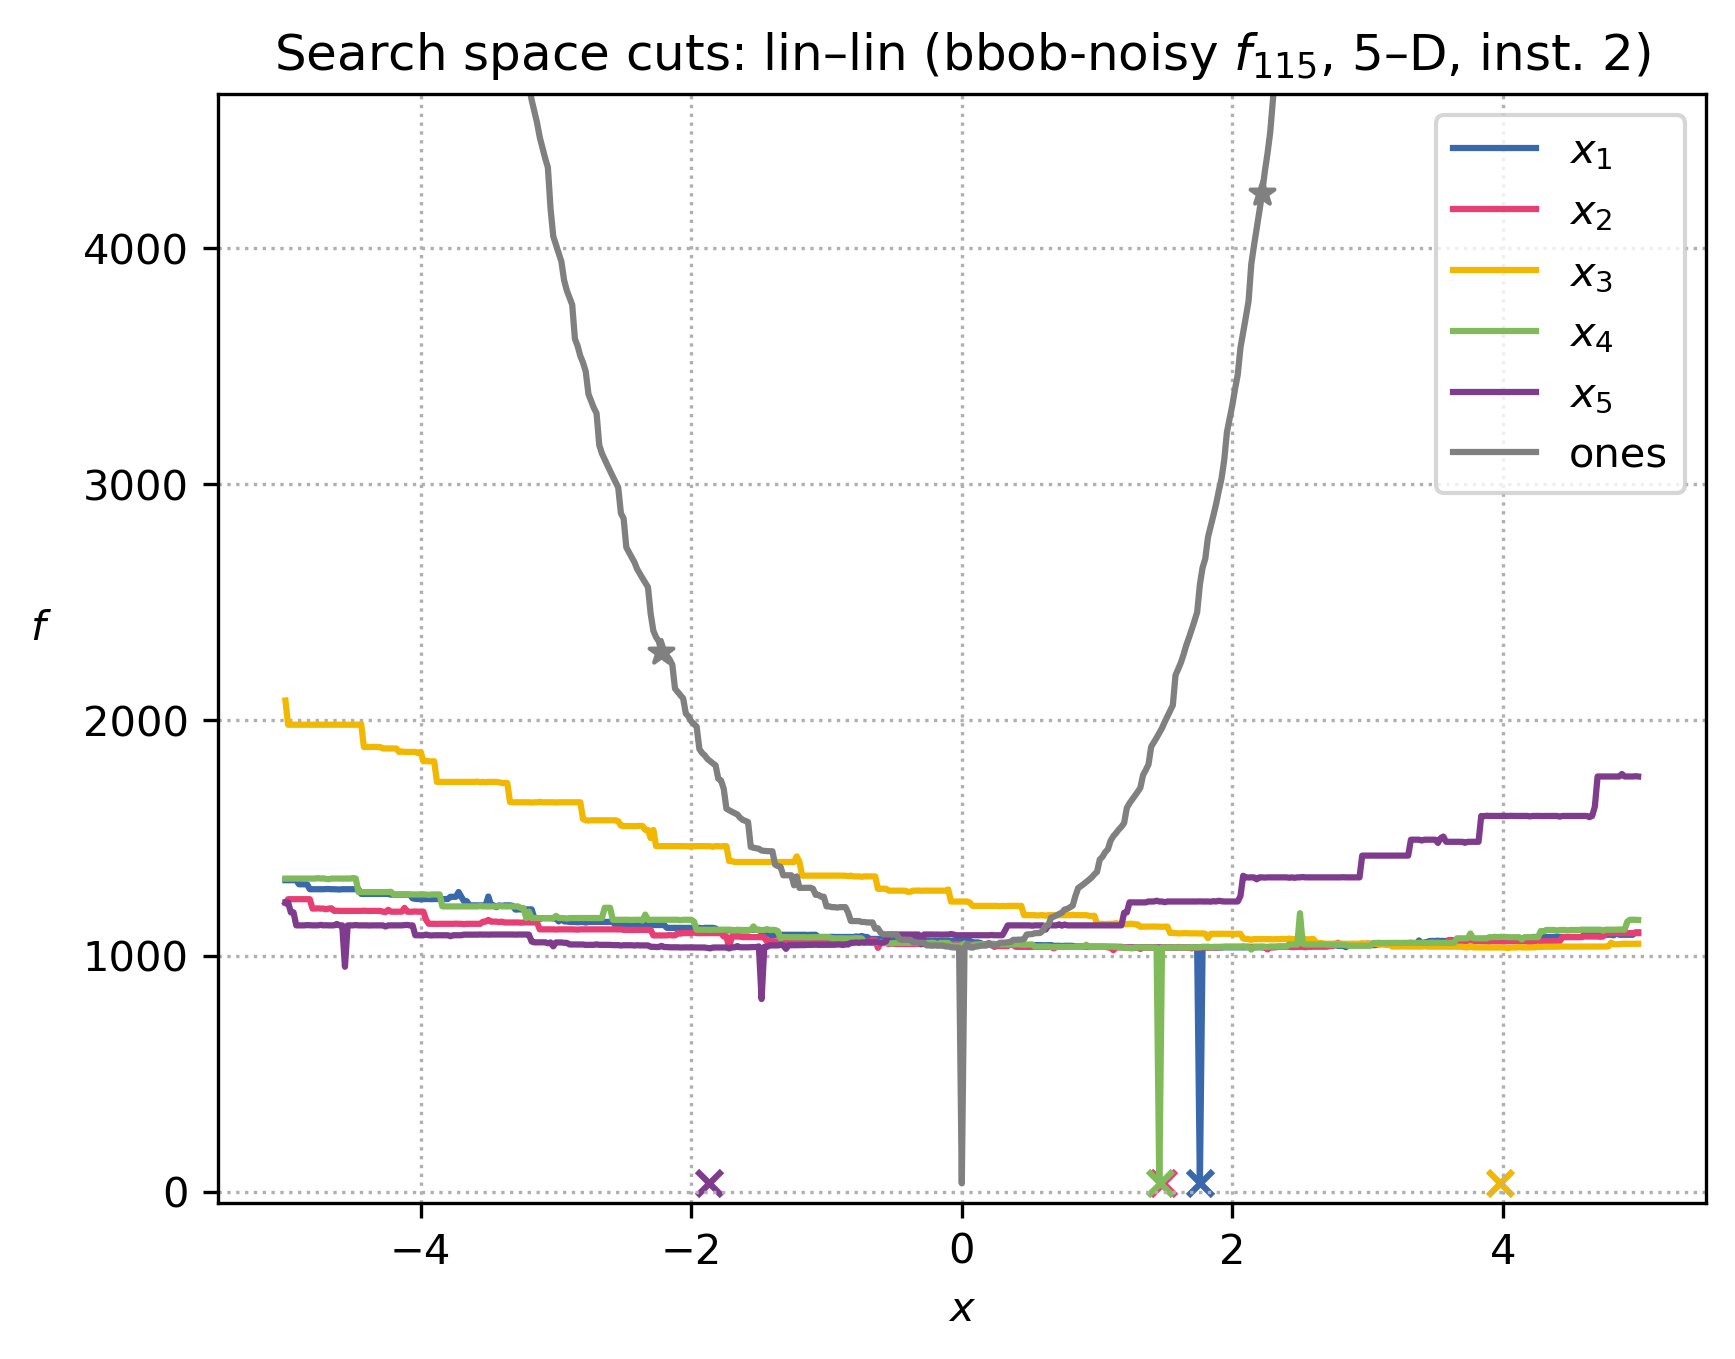 Search space cuts: lin–lin (bbob-noisy f₁₁₅, 5–D, inst. 2)
x₁
x₂
x₃
x₄
x₅
ones
4000
3000
2000
1000
0
f
−4 −2 0 2 4
x